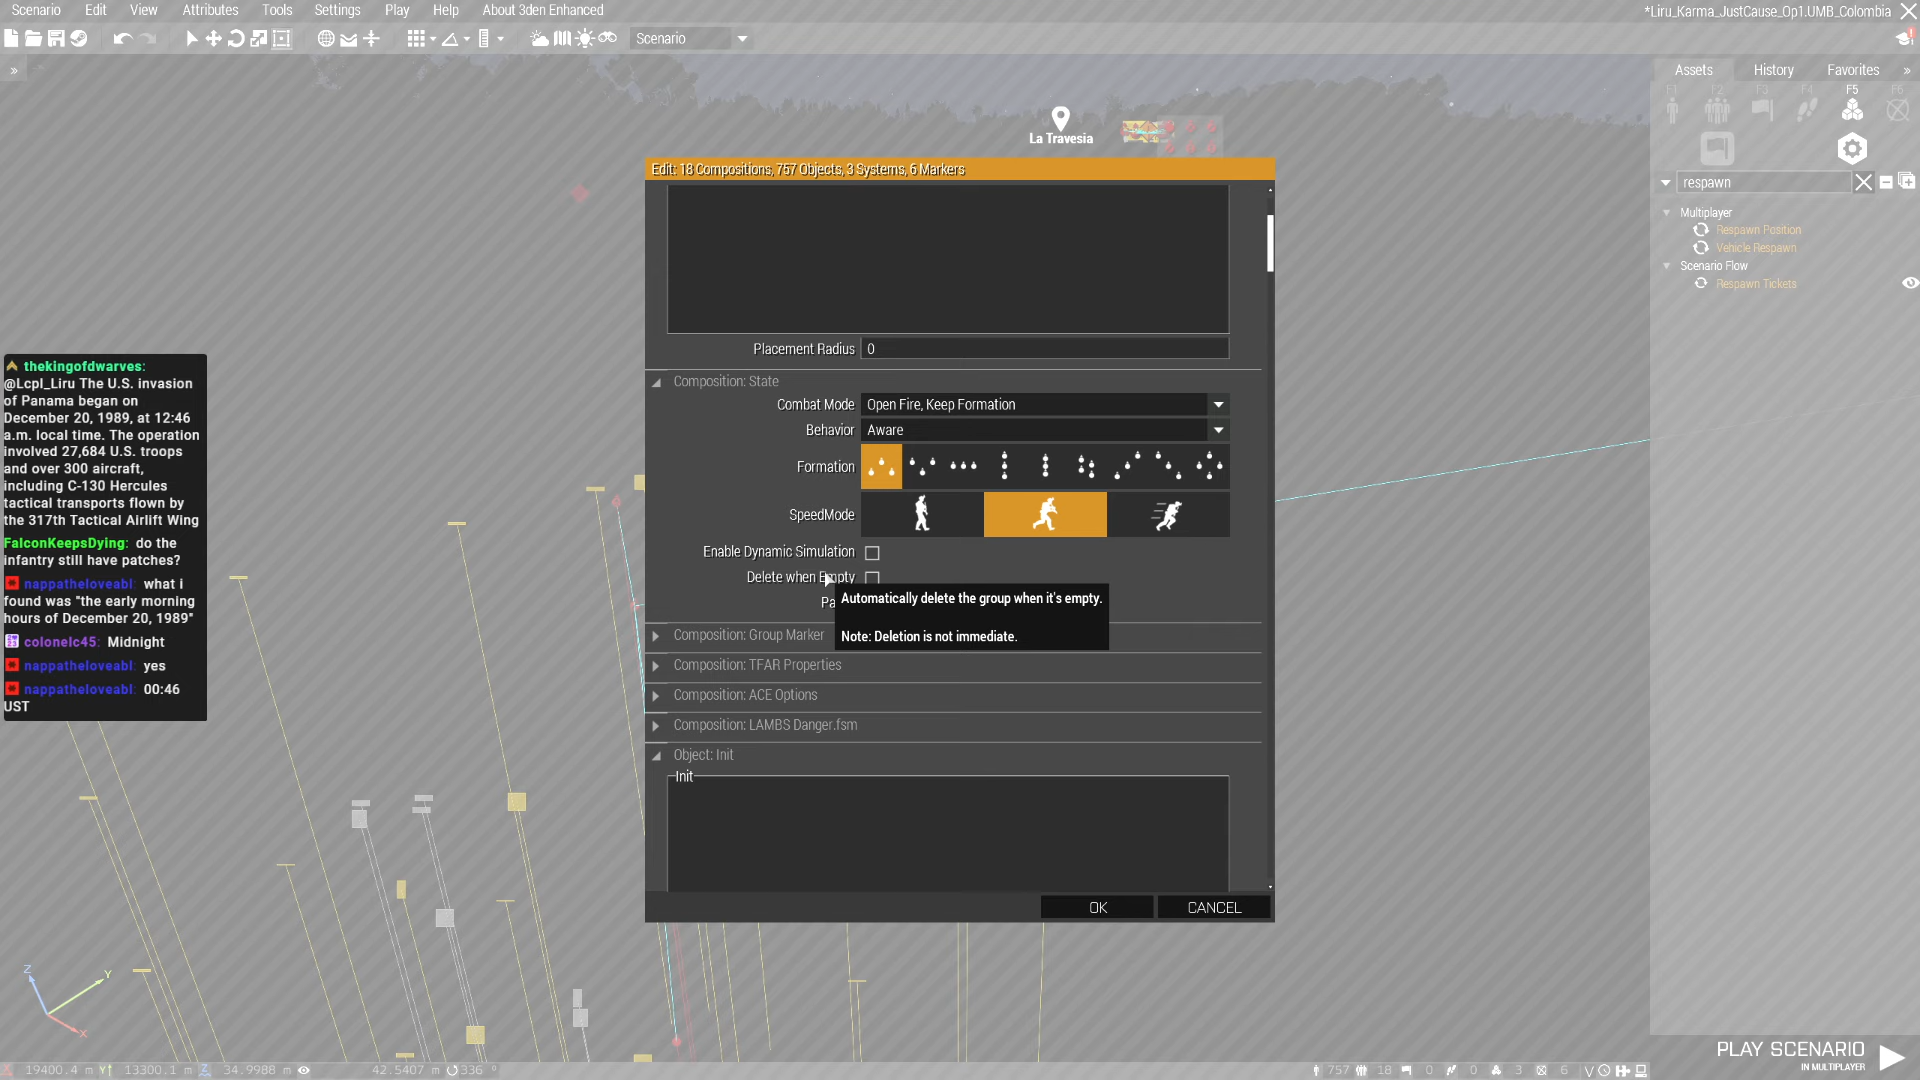 Scenario Edit View Attributes Tools Settings Play Help About 3den Enhanced
*Liru_Karma_JustCause_Op1.UMB_Colombia
Scenario
Assets History Favorites
F1 F2 F3 F4 F5 F6
respawn
Multiplayer
Respawn Position
Vehicle Respawn
Scenario Flow
Respawn Tickets
La Travesia
Edit: 18 Compositions, 757 Objects, 3 Systems, 6 Markers
Placement Radius 0
Composition: State
Combat Mode Open Fire, Keep Formation
Behavior Aware
Formation
SpeedMode
Enable Dynamic Simulation
Delete when Empty
Automatically delete the group when it's empty.
Note: Deletion is not immediate.
Composition: Group Marker
Composition: TFAR Properties
Composition: ACE Options
Composition: LAMBS Danger.fsm
Object: Init
Init
OK CANCEL
thekingofdwarves:
@Lcpl_Liru The U.S. invasion
of Panama began on
December 20, 1989, at 12:46
a.m. local time. The operation
involved 27,684 U.S. troops
and over 300 aircraft,
including C-130 Hercules
tactical transports flown by
the 317th Tactical Airlift Wing
FalconKeepsDying: do the
infantry still have patches?
nappatheloveabl: what i
found was "the early morning
hours of December 20, 1989"
colonelc45: Midnight
nappatheloveabl: yes
nappatheloveabl: 00:46
UST
Z Y X
X 19400.4 m Y 13300.1 m Z 34.9988 m 42.5407 m 336 °
757 18 0 0 3 0 6
PLAY SCENARIO
IN MULTIPLAYER